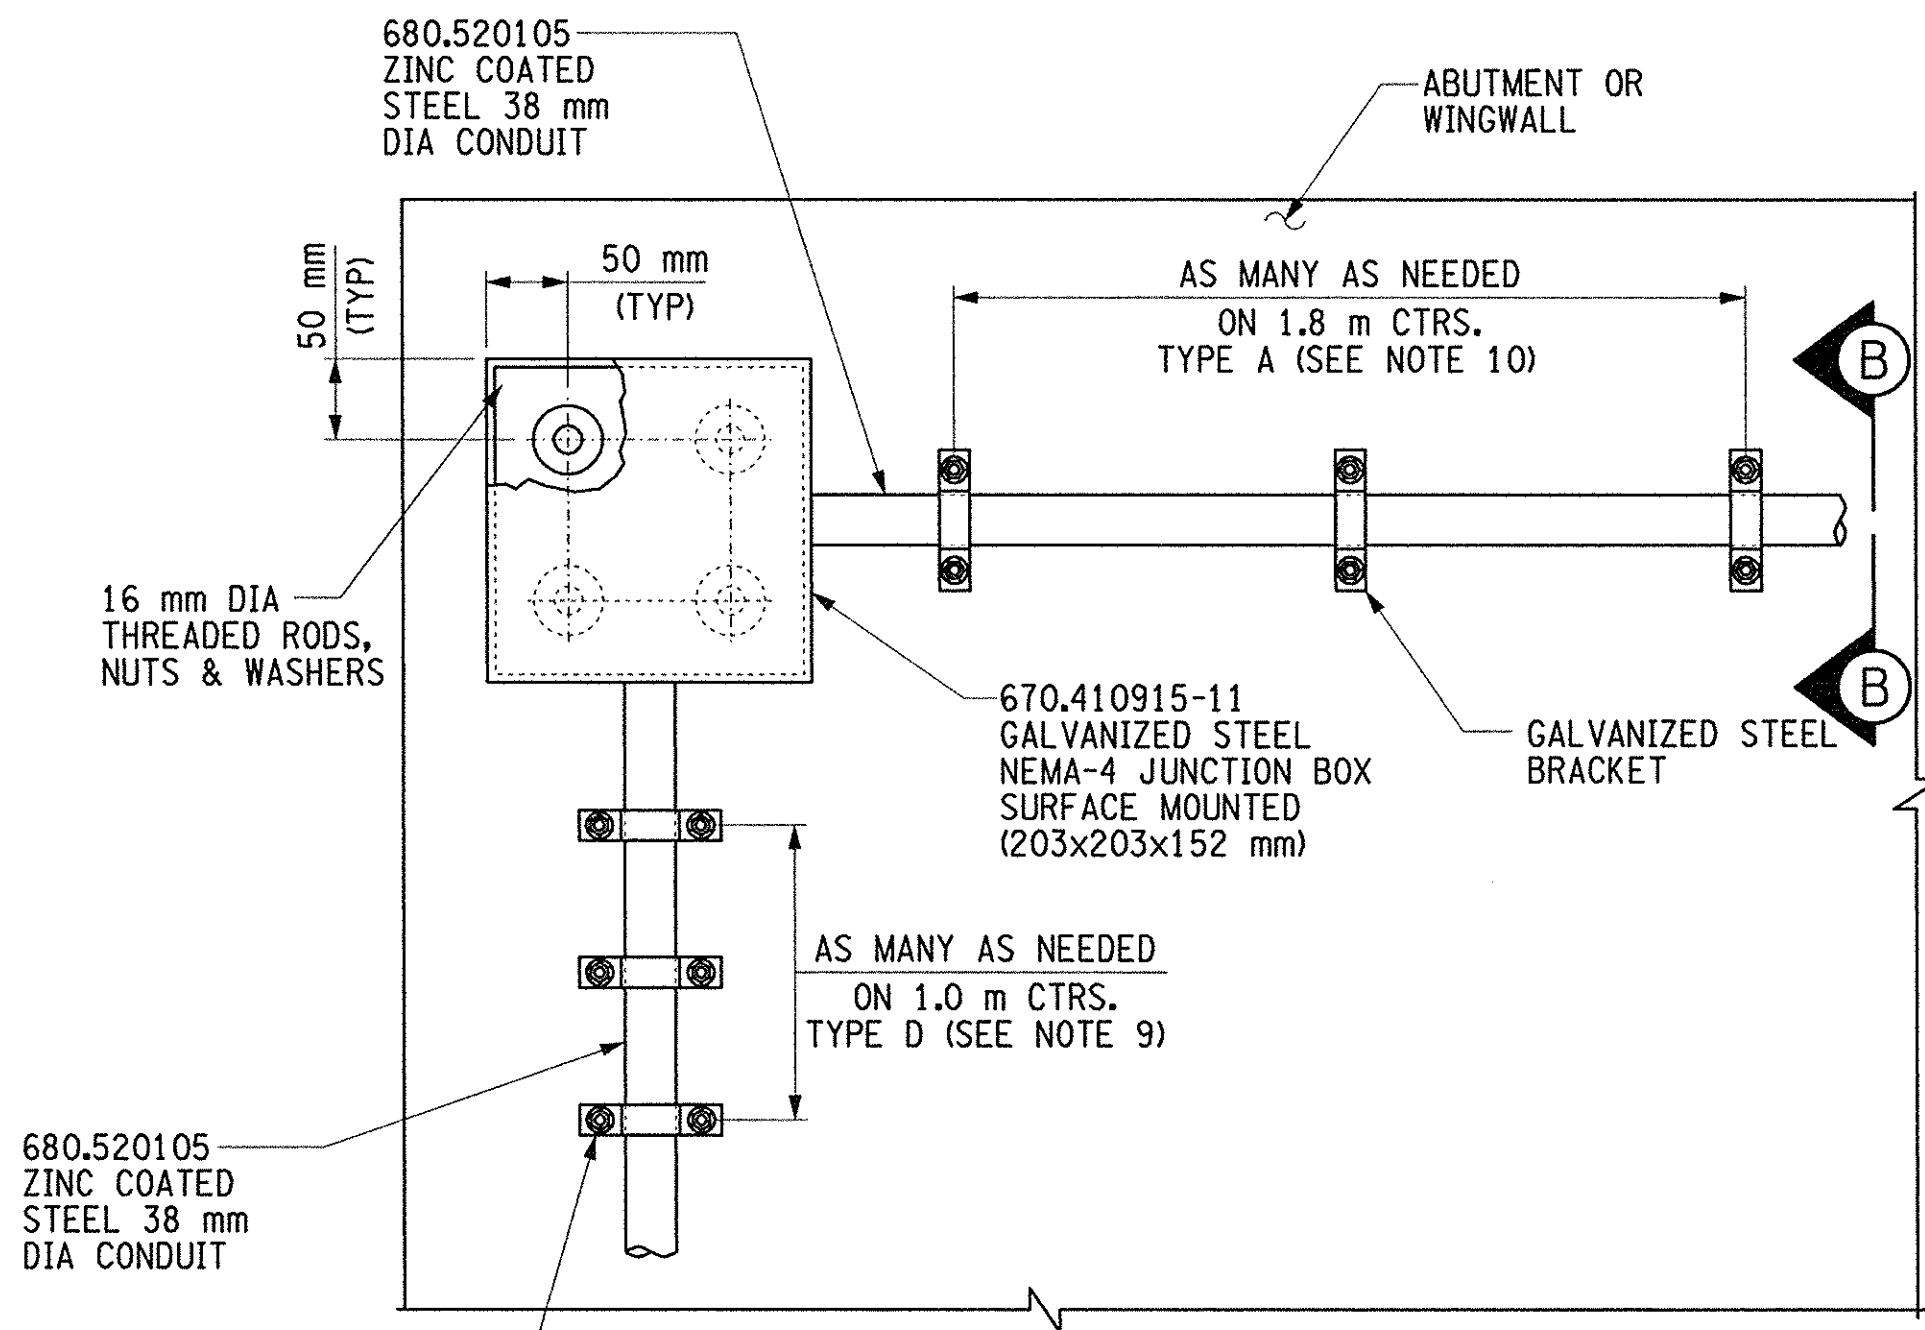 680.520105
ZINC COATED
STEEL 38 mm
DIA CONDUIT
ABUTMENT OR
WINGWALL
50 mm
(TYP)
50 mm
(TYP)
AS MANY AS NEEDED
ON 1.8 m CTRS.
TYPE A (SEE NOTE 10)
B
16 mm DIA
THREADED RODS,
NUTS & WASHERS
670.410915-11
GALVANIZED STEEL
NEMA-4 JUNCTION BOX
SURFACE MOUNTED
(203x203x152 mm)
B
GALVANIZED STEEL
BRACKET
AS MANY AS NEEDED
ON 1.0 m CTRS.
TYPE D (SEE NOTE 9)
680.520105
ZINC COATED
STEEL 38 mm
DIA CONDUIT